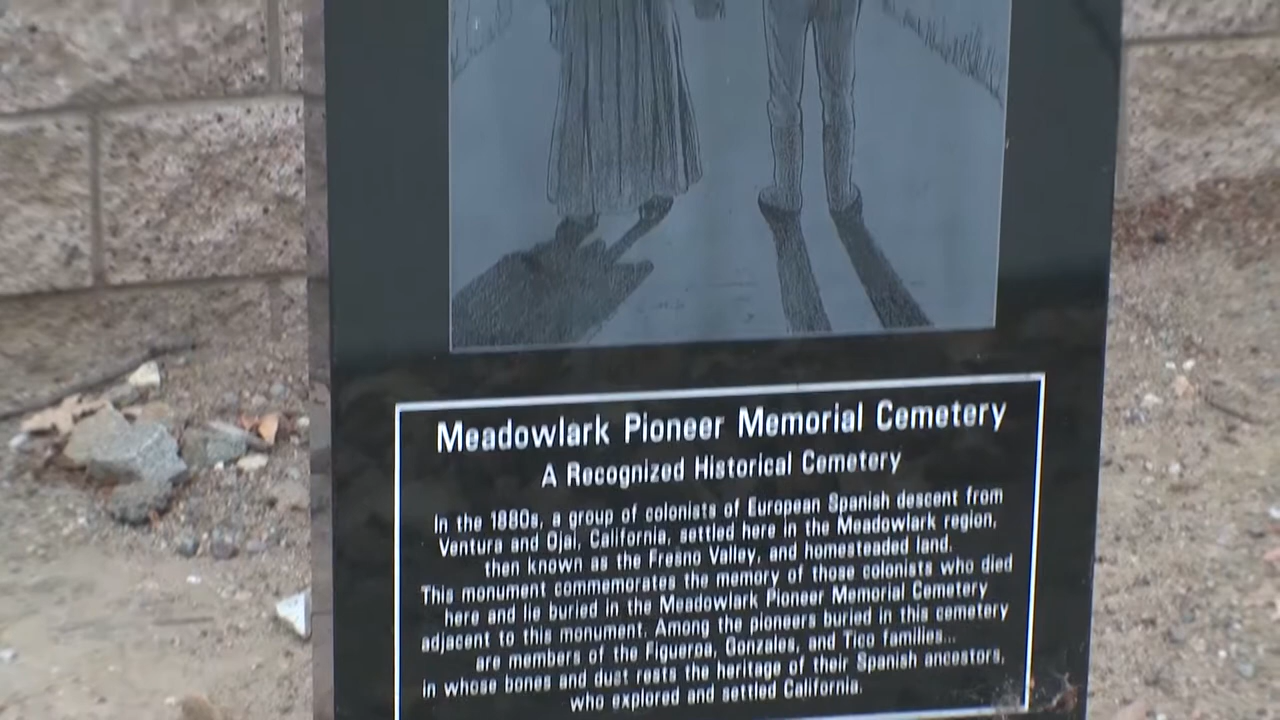 Meadowlark Pioneer Memorial Cemetery
A Recognized Historical Cemetery
In the 1880s, a group of colonists of European Spanish descent from
Ventura and Ojai, California, settled here in the Meadowlark region,
then known as the Fresno Valley, and homesteaded land.
This monument commemorates the memory of those colonists who died
here and lie buried in the Meadowlark Pioneer Memorial Cemetery
adjacent to this monument. Among the pioneers buried in this cemetery
are members of the Figueroa, Gonzales, and Tico families...
in whose bones and dust rests the heritage of their Spanish ancestors,
who explored and settled California.